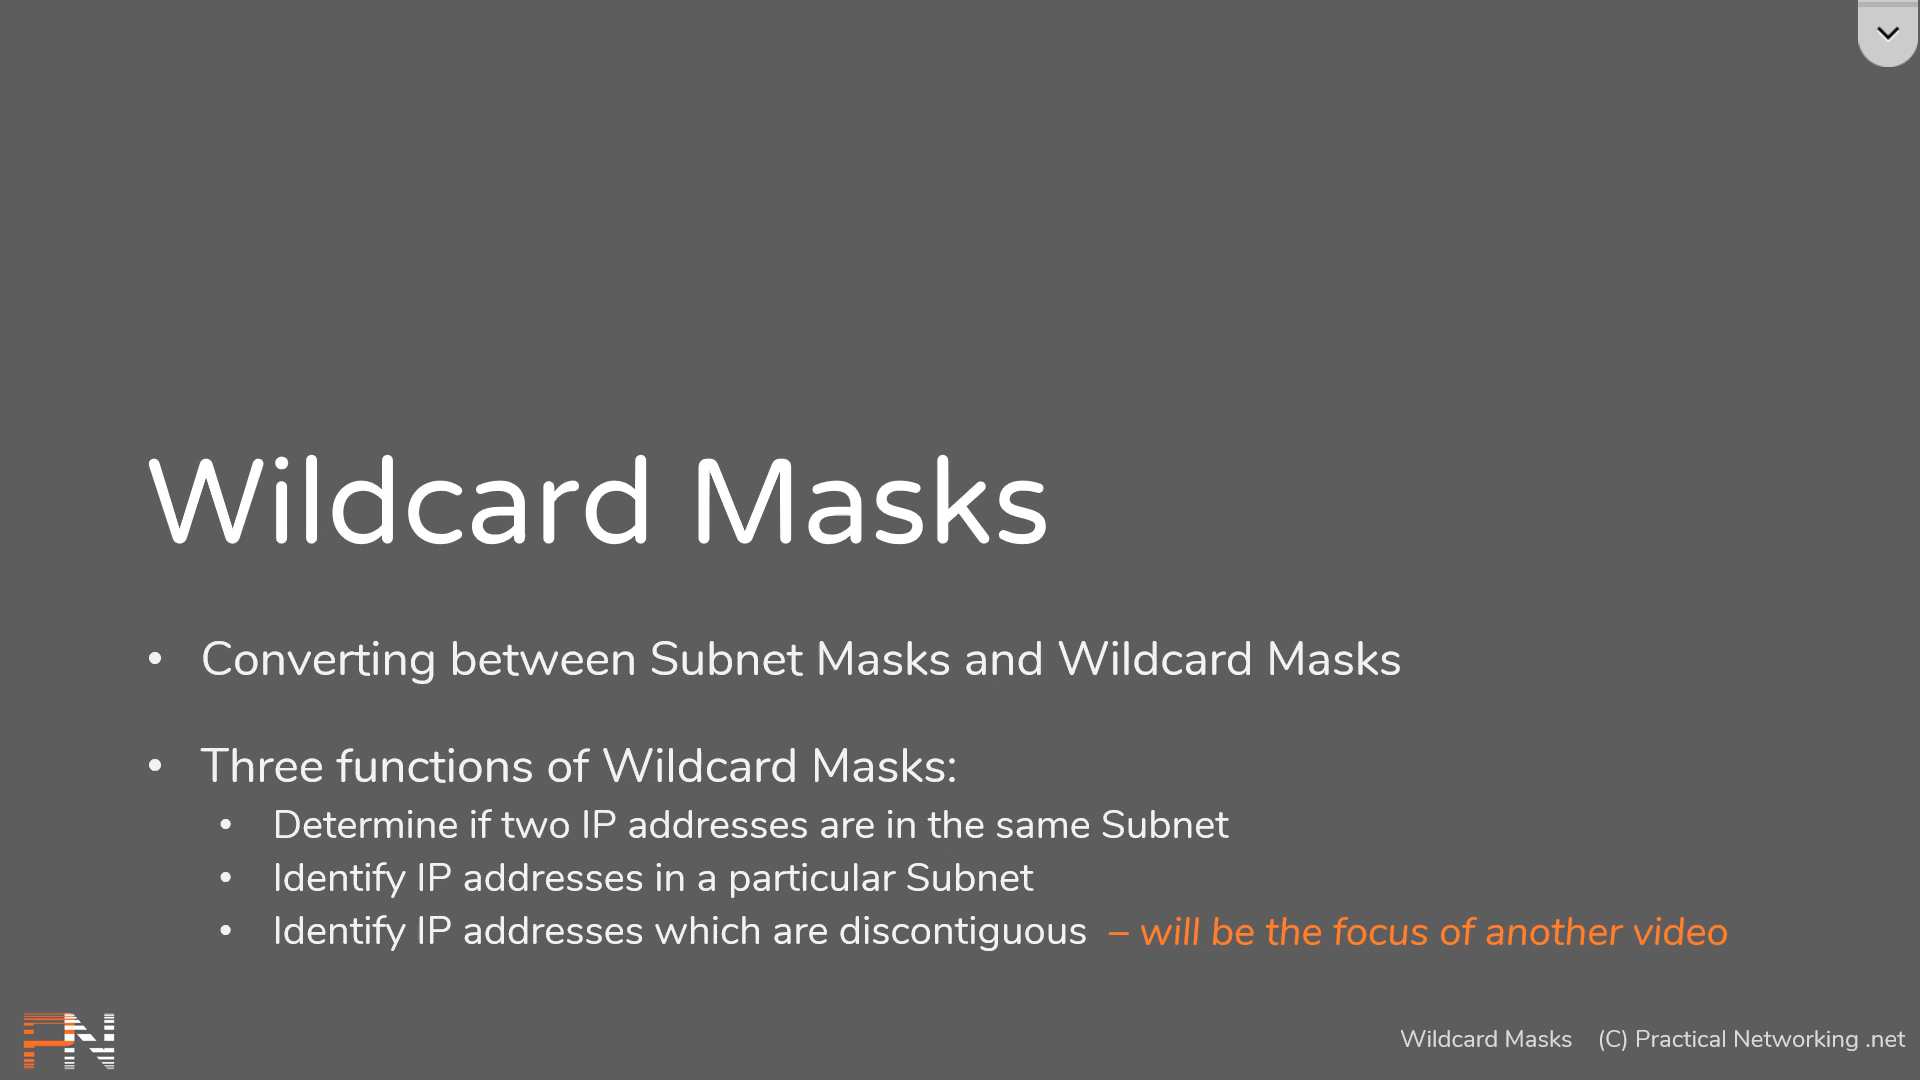 Wildcard Masks
• Converting between Subnet Masks and Wildcard Masks
• Three functions of Wildcard Masks:
• Determine if two IP addresses are in the same Subnet
• Identify IP addresses in a particular Subnet
• Identify IP addresses which are discontiguous – will be the focus of another video
PN
Wildcard Masks (C) Practical Networking .net